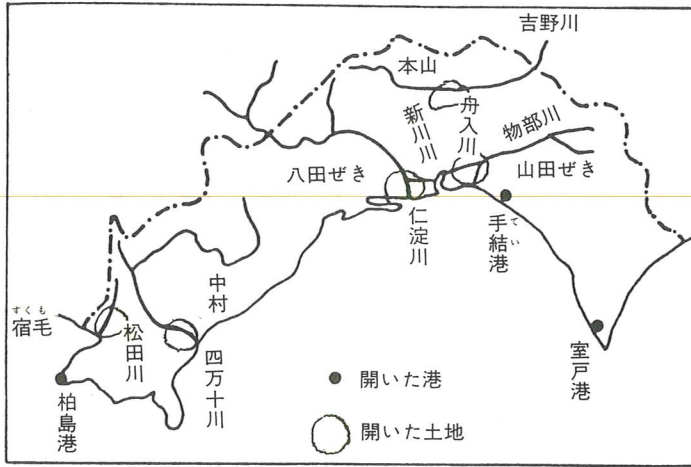 吉野川
本山
舟入川
新川川
物部川
八田ぜき
山田ぜき
仁淀川
手結港
てい
中村
宿毛
すくも
松田川
四万十川
室戸港
柏島港
開いた港
開いた土地